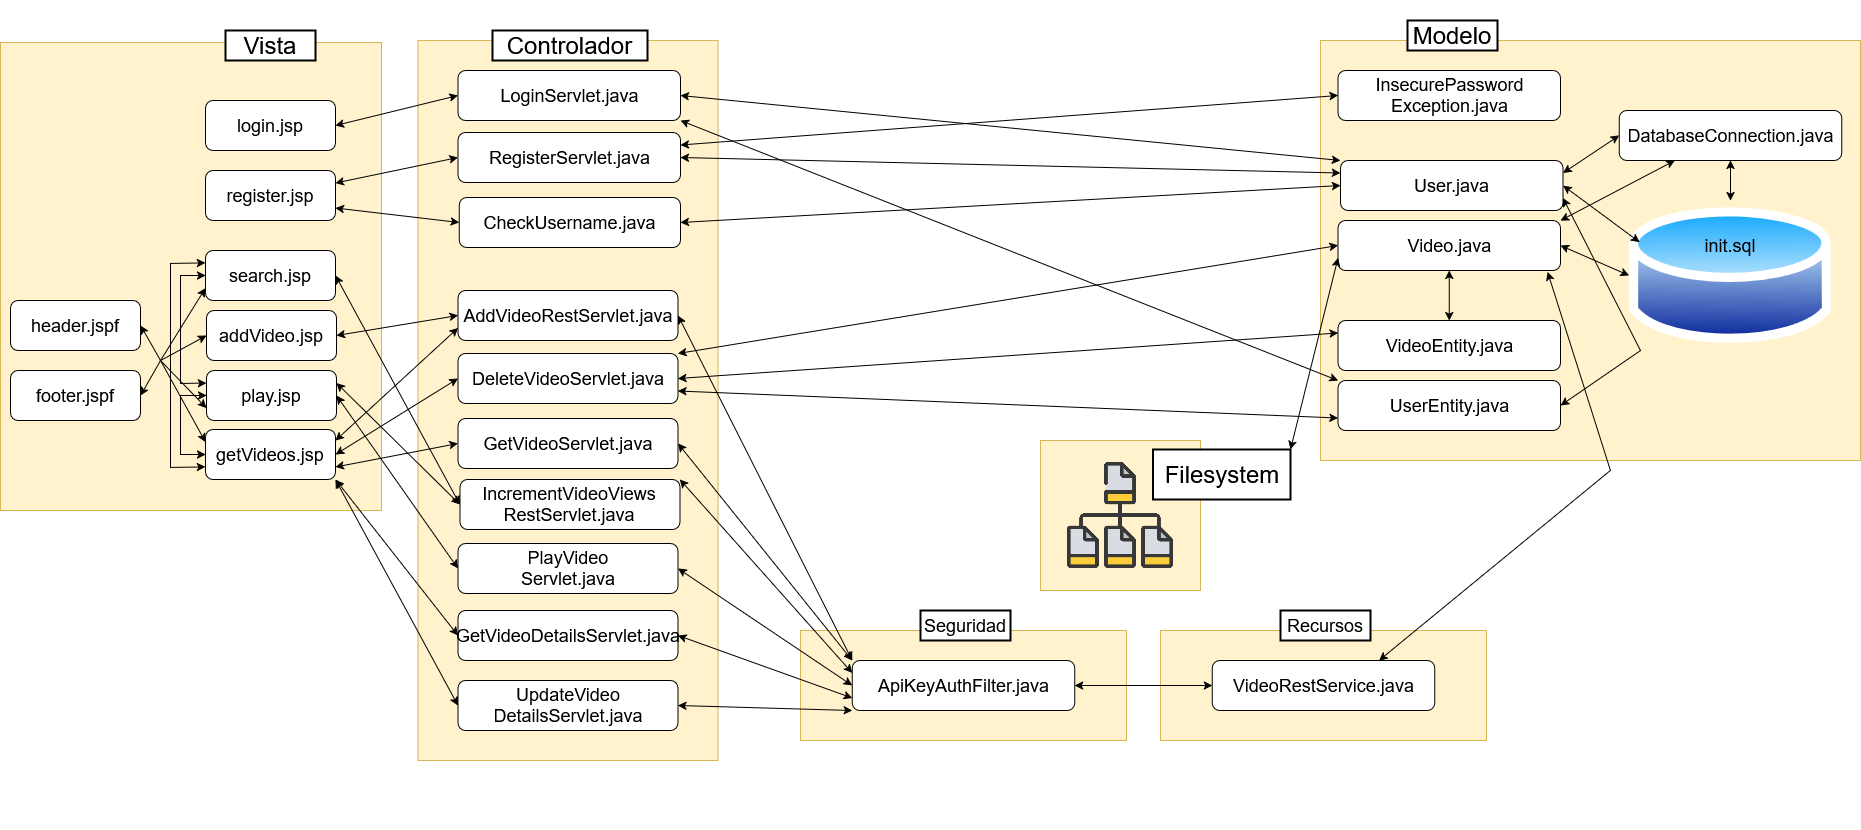 Vista
login.jsp
register.jsp
search.jsp
header.jspf
addVideo.jsp
footer.jspf
play.jsp
getVideos.jsp
Controlador
LoginServlet.java
RegisterServlet.java
CheckUsername.java
AddVideoRestServlet.java
DeleteVideoServlet.java
GetVideoServlet.java
IncrementVideoViews
RestServlet.java
PlayVideo
Servlet.java
GetVideoDetailsServlet.java
UpdateVideo
DetailsServlet.java
Modelo
InsecurePassword
Exception.java
DatabaseConnection.java
User.java
Video.java
init.sql
VideoEntity.java
UserEntity.java
Filesystem
Seguridad
ApiKeyAuthFilter.java
Recursos
VideoRestService.java